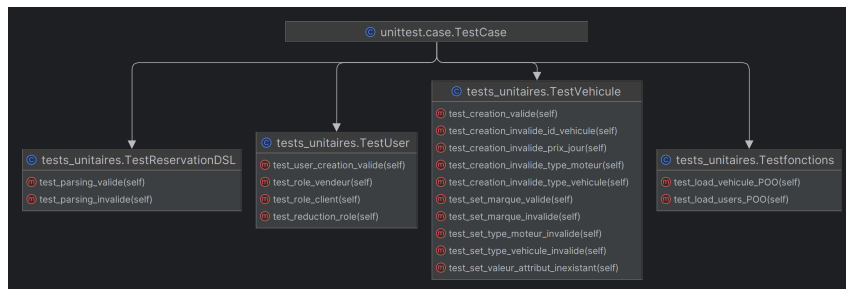 unittest.case.TestCase
tests_unitaires.TestReservationDSL
test_parsing_valide(self)
test_parsing_invalide(self)
tests_unitaires.TestUser
test_user_creation_valide(self)
test_role_vendeur(self)
test_role_client(self)
test_reduction_role(self)
tests_unitaires.TestVehicule
test_creation_valide(self)
test_creation_invalide_id_vehicule(self)
test_creation_invalide_prix_jour(self)
test_creation_invalide_type_moteur(self)
test_creation_invalide_type_vehicule(self)
test_set_marque_valide(self)
test_set_marque_invalide(self)
test_set_type_moteur_invalide(self)
test_set_type_vehicule_invalide(self)
test_set_valeur_attribut_inexistant(self)
tests_unitaires.Testfonctions
test_load_vehicule_POO(self)
test_load_users_POO(self)